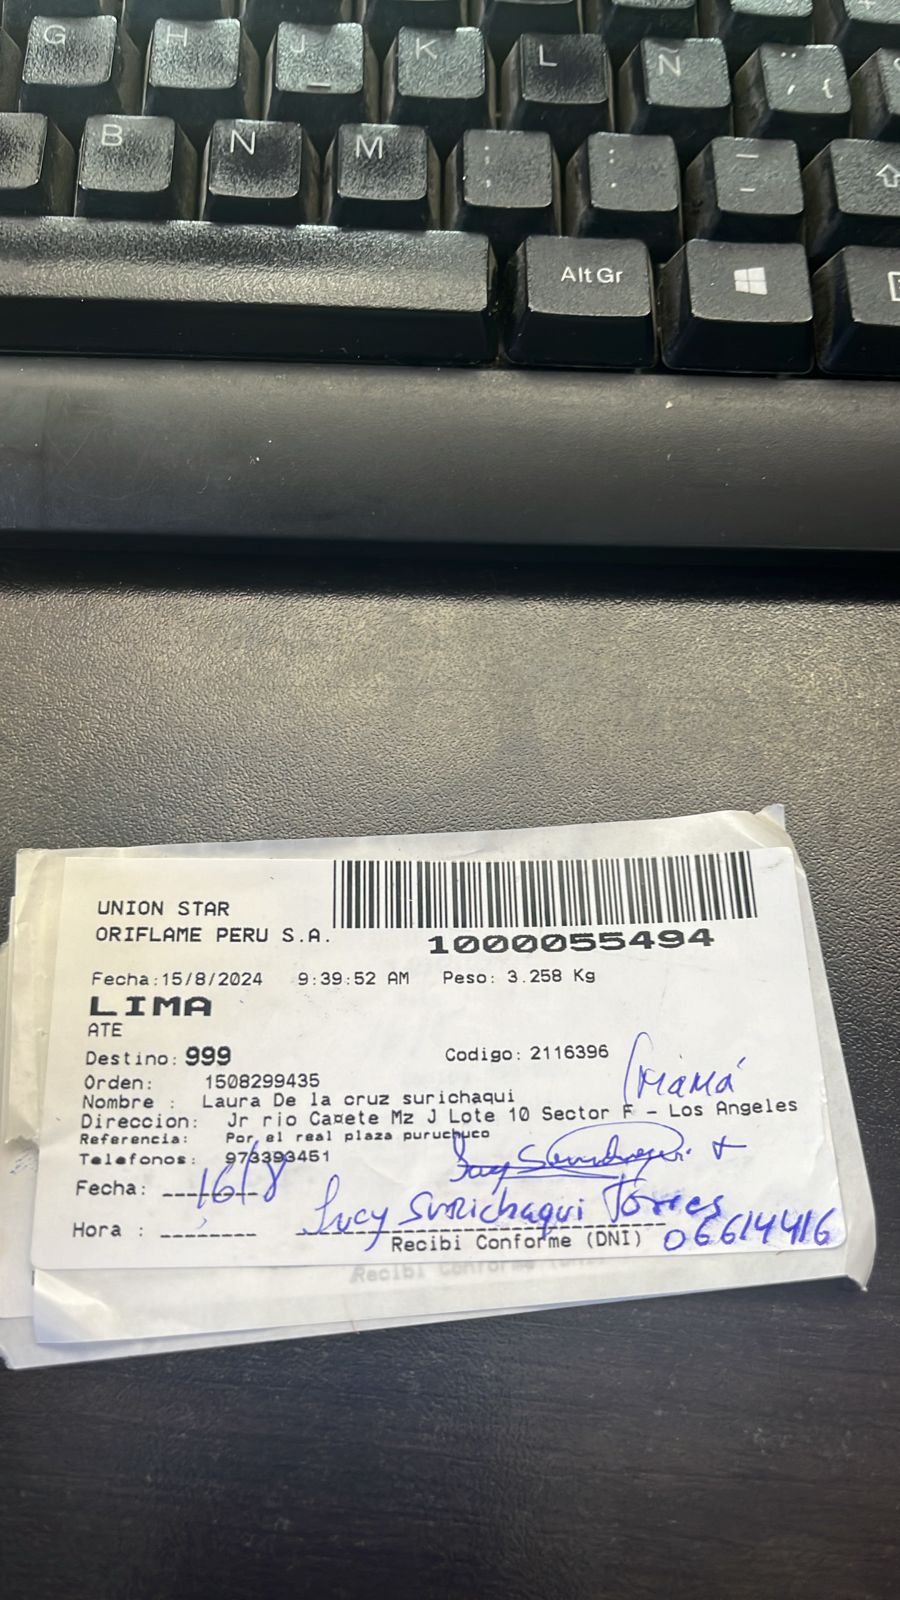 G H J K L Ñ ¨ ´ {
B N M ; , : . _ -
Alt Gr
UNION STAR
ORIFLAME PERU S.A.
1000055494
Fecha:15/8/2024 9:39:52 AM Peso: 3.258 Kg
LIMA
ATE
Destino: 999 Codigo: 2116396
Orden: 1508299435
Nombre : Laura De la cruz surichaqui
(Mamá
Direccion: Jr rio Cañete Mz J Lote 10 Sector F - Los Angeles
Referencia: Por el real plaza puruchuco
Telefonos: 973393451
Fecha: 16/8
Lucy Surichaqui Torres
Hora :
Recibi Conforme (DNI) 06614416